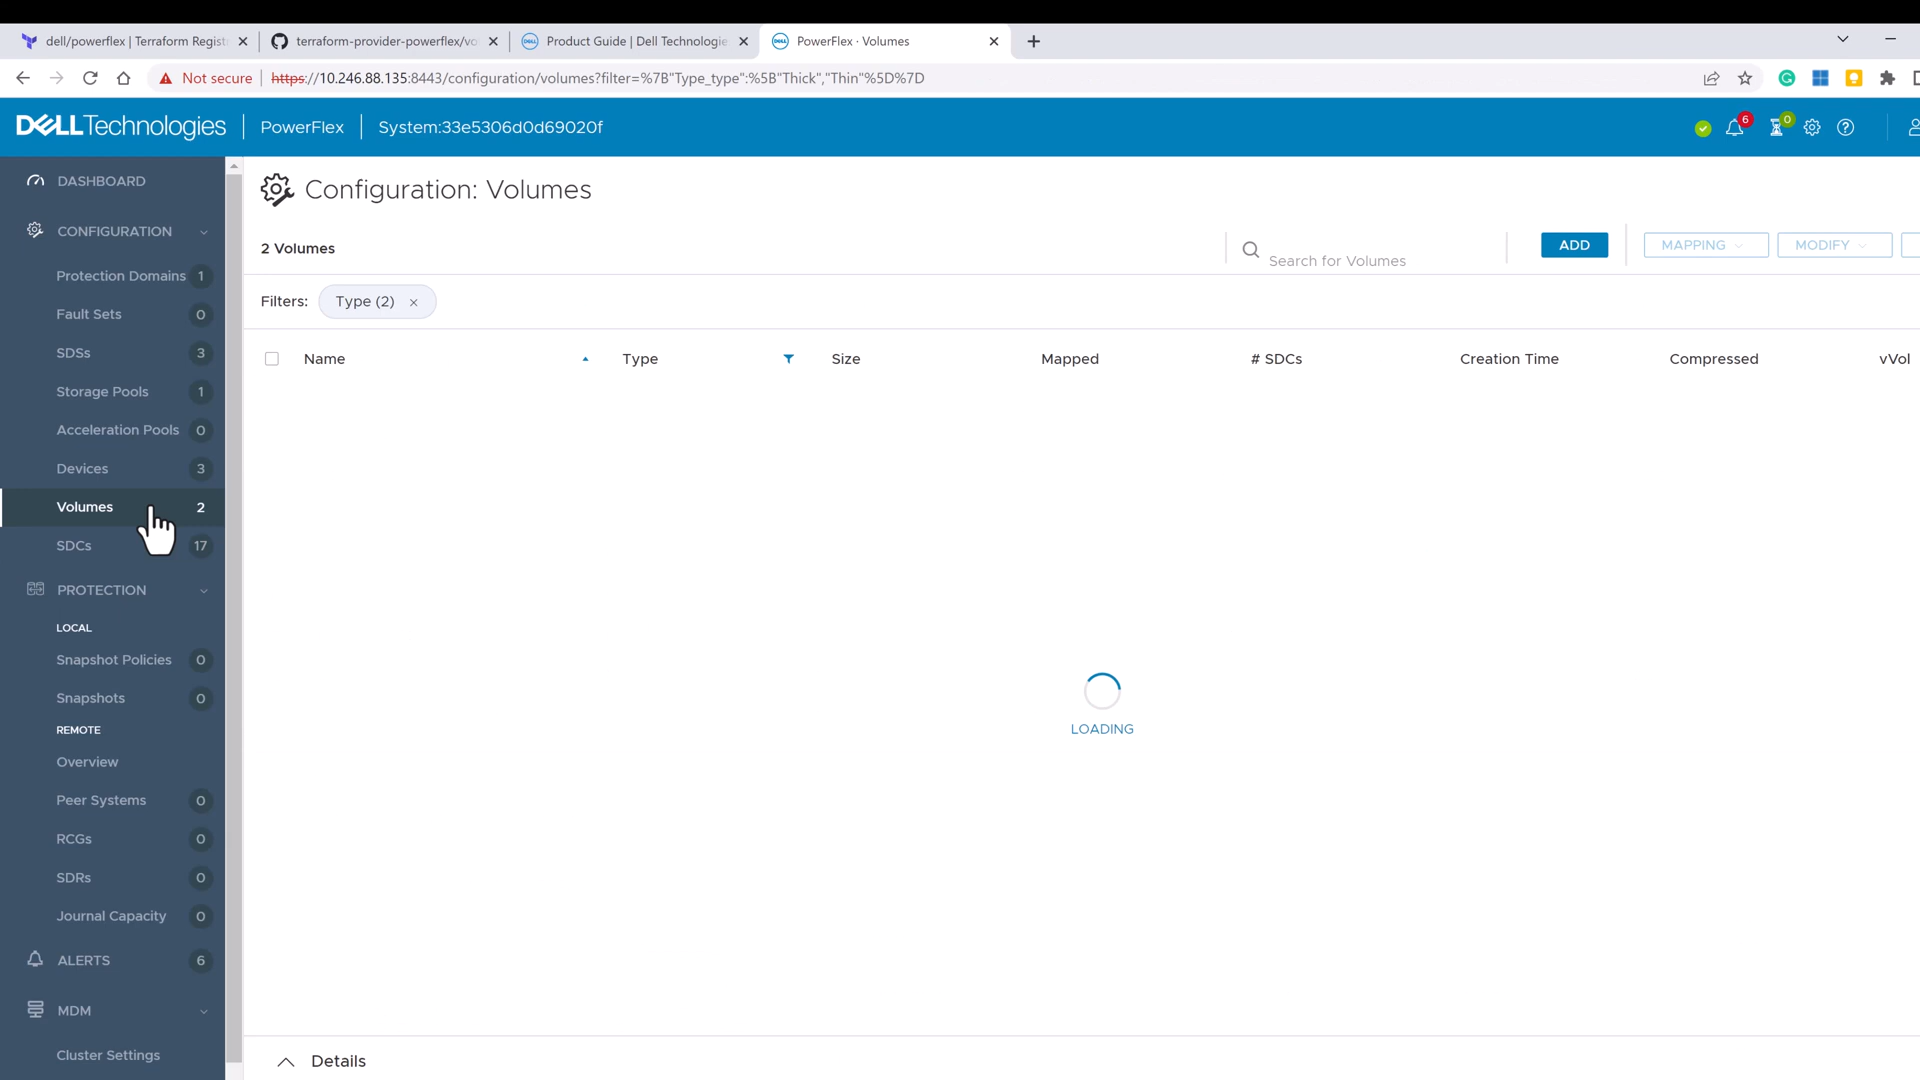 dell/powerflex | Terraform Regist
terraform-provider-powerflex/vo
Product Guide | Dell Technologie
PowerFlex · Volumes
Not secure
https://10.246.88.135:8443/configuration/volumes?filter=%7B"Type_type":%5B"Thick","Thin"%5D%7D
DELLTechnologies
PowerFlex
System:33e5306d0d69020f
6
0
DASHBOARD
CONFIGURATION
Protection Domains 1
Fault Sets 0
SDSs 3
Storage Pools 1
Acceleration Pools 0
Devices 3
Volumes 2
SDCs 17
PROTECTION
LOCAL
Snapshot Policies 0
Snapshots 0
REMOTE
Overview
Peer Systems 0
RCGs 0
SDRs 0
Journal Capacity 0
ALERTS 6
MDM
Cluster Settings
Configuration: Volumes
2 Volumes
Search for Volumes
ADD
MAPPING
MODIFY
Filters: Type (2) ×
Name Type Size Mapped # SDCs Creation Time Compressed vVol
LOADING
Details